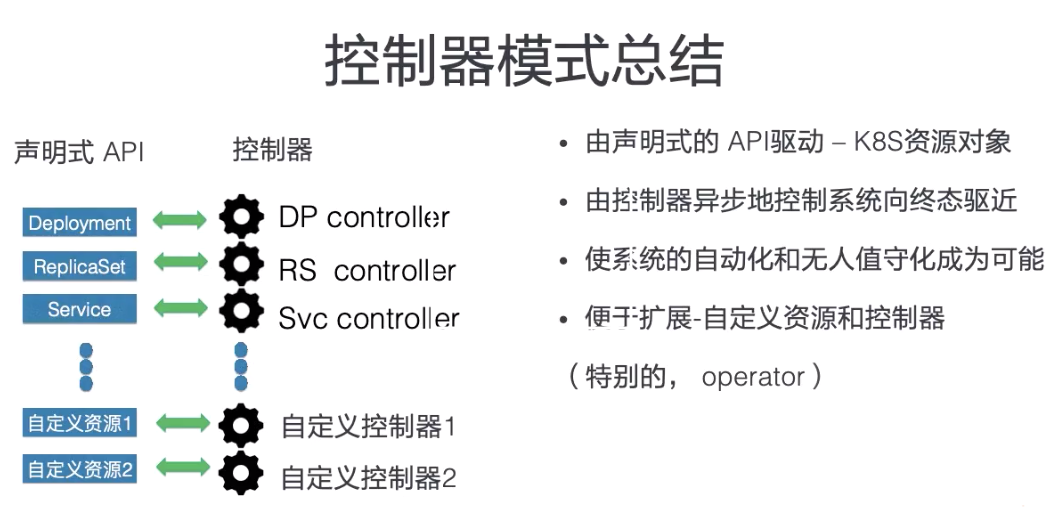 控制器模式总结
声明式 API
控制器
Deployment
DP controller
ReplicaSet
RS controller
Service
Svc controller
自定义资源1
自定义控制器1
自定义资源2
自定义控制器2
• 由声明式的 API驱动 – K8S资源对象
• 由控制器异步地控制系统向终态驱近
• 使系统的自动化和无人值守化成为可能
• 便于扩展-自定义资源和控制器
（特别的， operator）